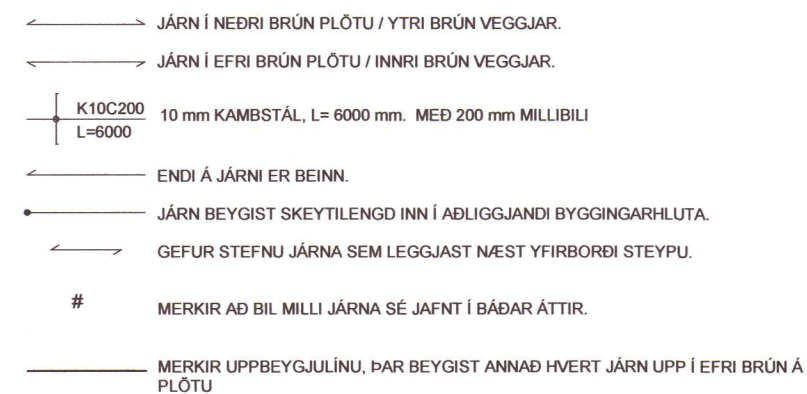 JÁRN Í NEÐRI BRÚN PLÖTU / YTRI BRÚN VEGGJAR.
JÁRN Í EFRI BRÚN PLÖTU / INNRI BRÚN VEGGJAR.
K10C200
L=6000
10 mm KAMBSTÁL, L= 6000 mm. MEÐ 200 mm MILLIBILI
ENDI Á JÁRNI ER BEINN.
JÁRN BEYGIST SKEYTILENGD INN Í AÐLIGGJANDI BYGGINGARHLUTA.
GEFUR STEFNU JÁRNA SEM LEGGJAST NÆST YFIRBORÐI STEYPU.
# MERKIR AÐ BIL MILLI JÁRNA SÉ JAFNT Í BÁÐAR ÁTTIR.
MERKIR UPPBEYGJULÍNU, ÞAR BEYGIST ANNAÐ HVERT JÁRN UPP Í EFRI BRÚN Á
PLÖTU